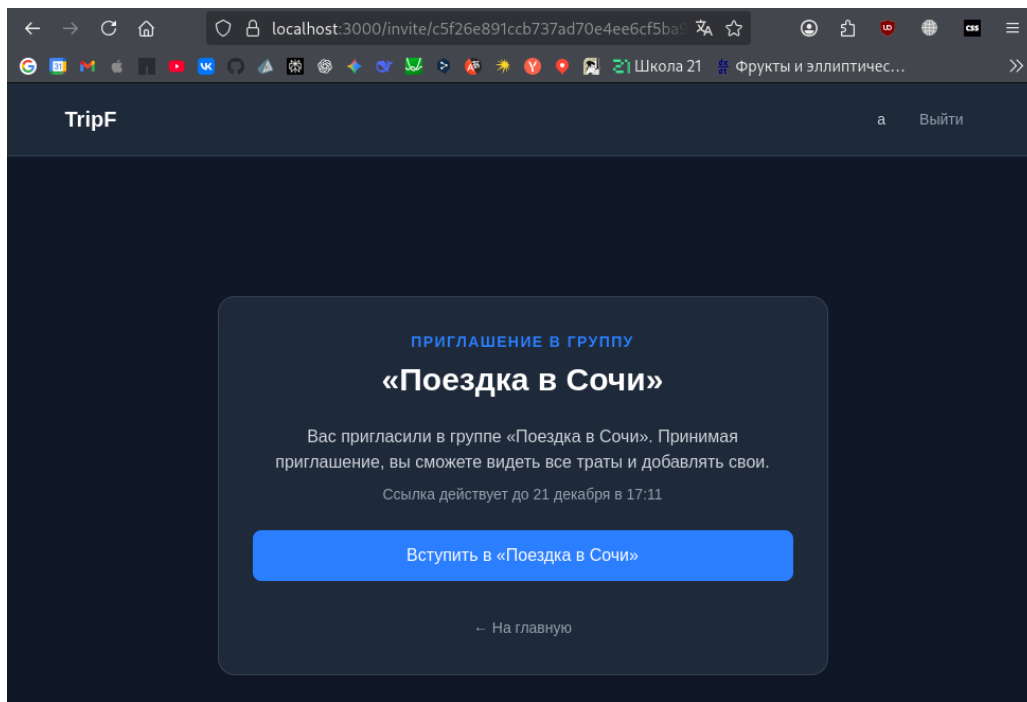 localhost:3000/invite/c5f26e891ccb737ad70e4ee6cf5ba
CSS
31
Школа 21
Фрукты и эллиптичес...
TripF
a
Выйти
ПРИГЛАШЕНИЕ В ГРУППУ
«Поездка в Сочи»
Вас пригласили в группе «Поездка в Сочи». Принимая
приглашение, вы сможете видеть все траты и добавлять свои.
Ссылка действует до 21 декабря в 17:11
Вступить в «Поездка в Сочи»
← На главную